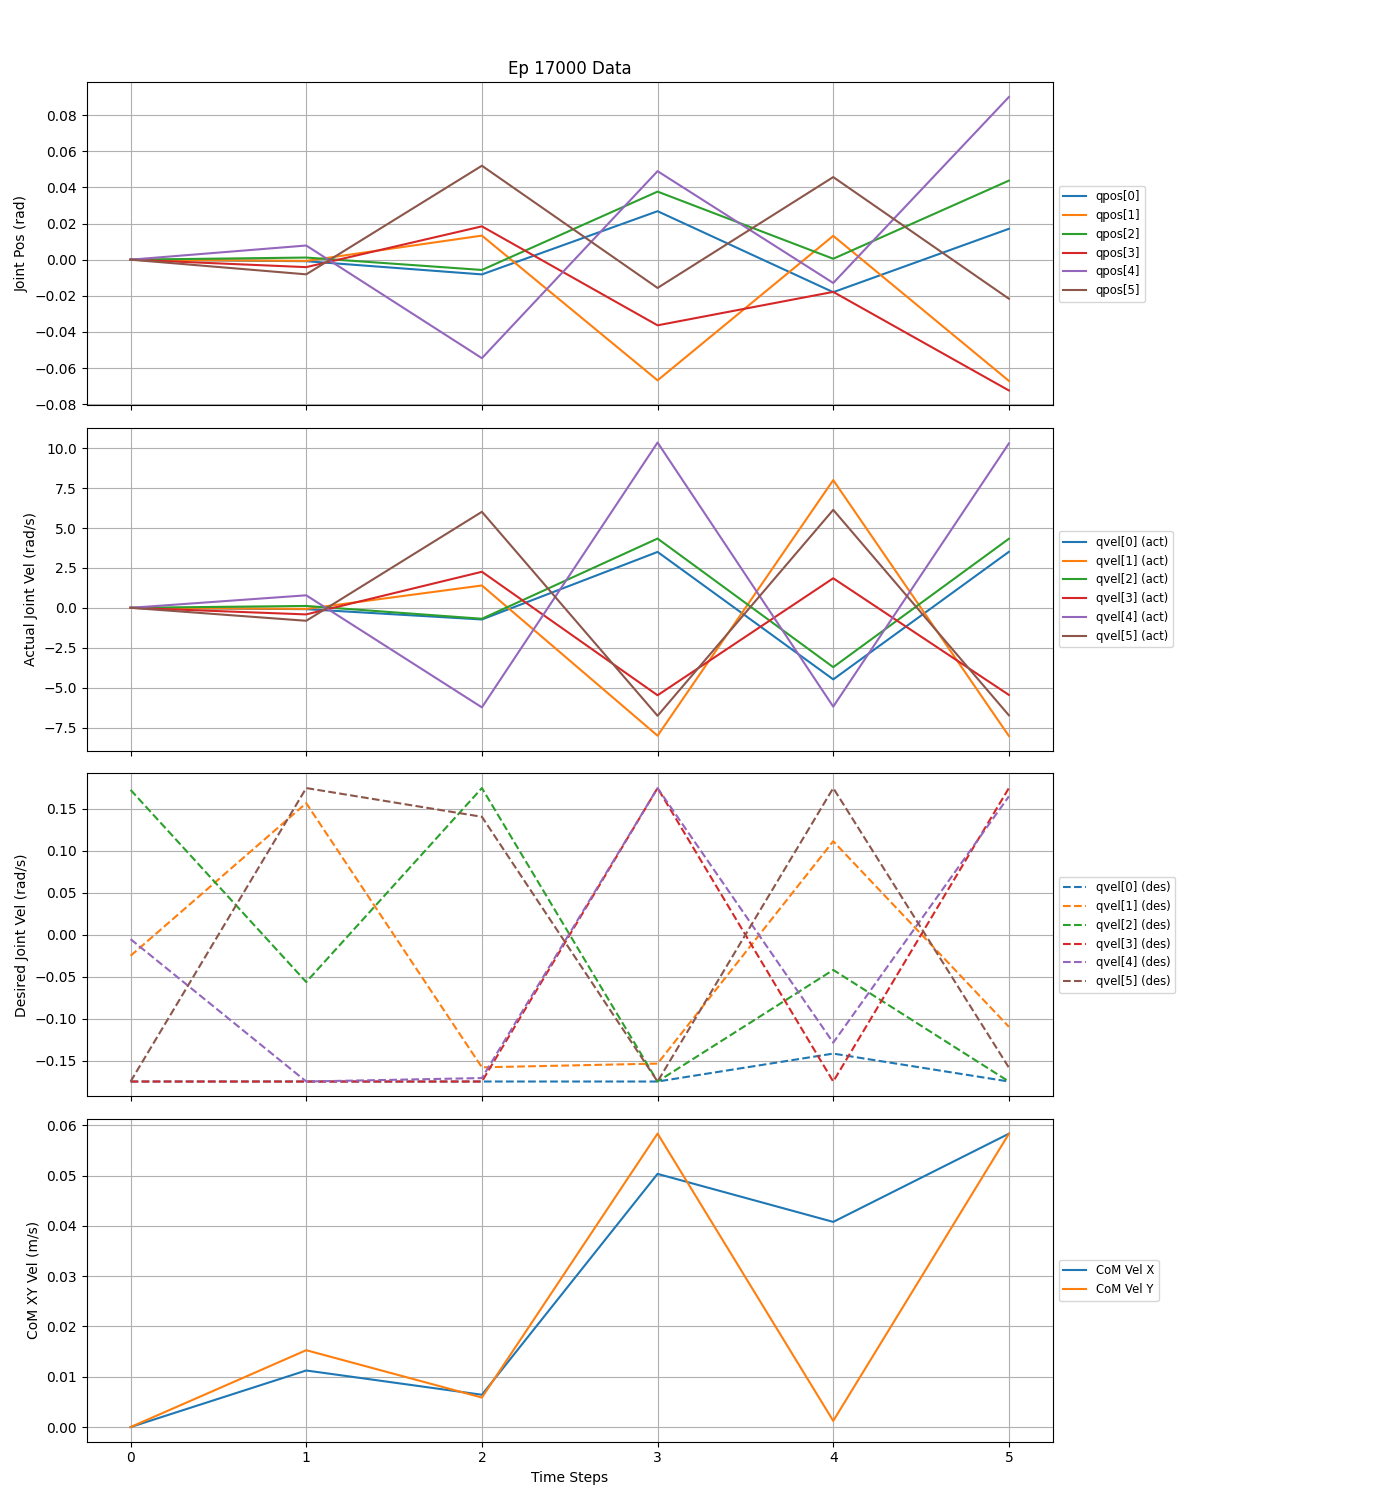 Ep 17000 Data
Joint Pos (rad)
0.08
0.06
0.04
0.02
0.00
−0.02
−0.04
−0.06
−0.08
qpos[0]
qpos[1]
qpos[2]
qpos[3]
qpos[4]
qpos[5]
Actual Joint Vel (rad/s)
10.0
7.5
5.0
2.5
0.0
−2.5
−5.0
−7.5
qvel[0] (act)
qvel[1] (act)
qvel[2] (act)
qvel[3] (act)
qvel[4] (act)
qvel[5] (act)
Desired Joint Vel (rad/s)
0.15
0.10
0.05
0.00
−0.05
−0.10
−0.15
qvel[0] (des)
qvel[1] (des)
qvel[2] (des)
qvel[3] (des)
qvel[4] (des)
qvel[5] (des)
CoM XY Vel (m/s)
0.06
0.05
0.04
0.03
0.02
0.01
0.00
CoM Vel X
CoM Vel Y
0 1 2 3 4 5
Time Steps